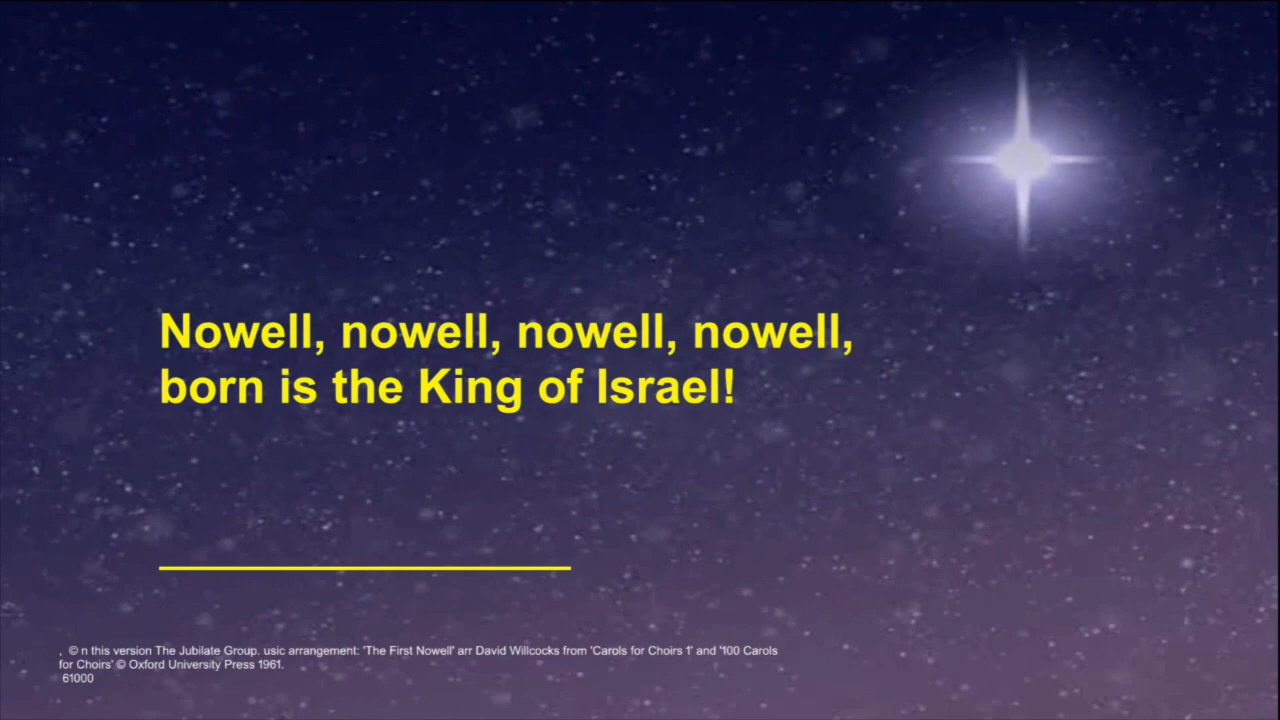 Nowell, nowell, nowell, nowell,
born is the King of Israel!
, © n this version The Jubilate Group. usic arrangement: 'The First Nowell' arr David Willcocks from 'Carols for Choirs 1' and '100 Carols
for Choirs' © Oxford University Press 1961.
61000